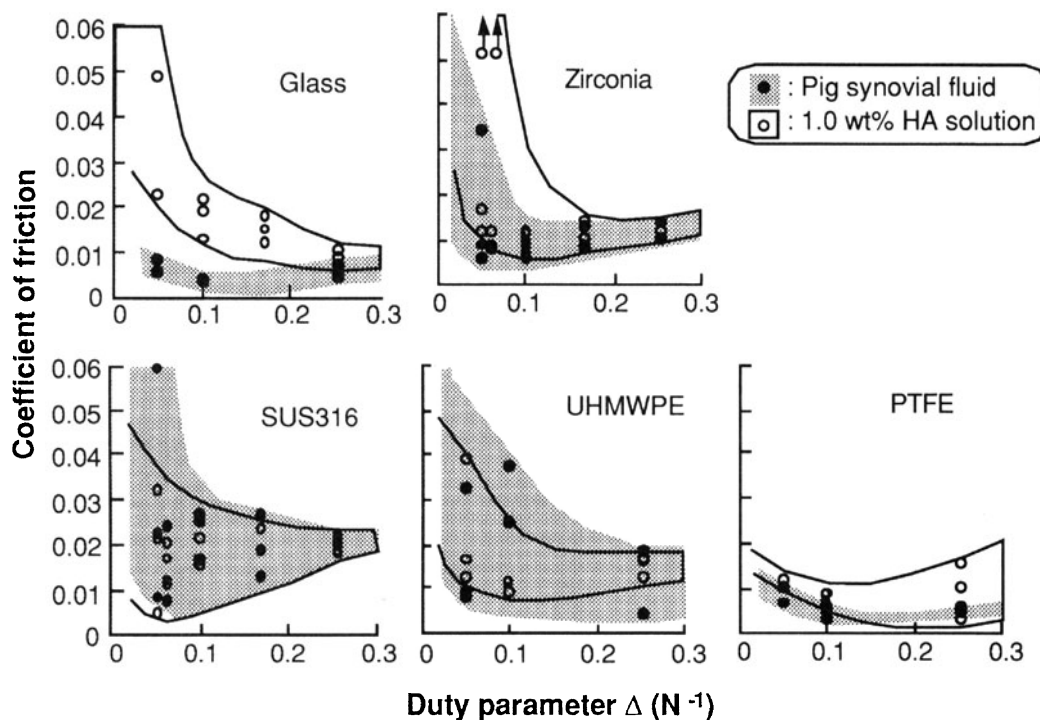 0.06
0.05
0.04
0.03
0.02
0.01
0
Glass
0 0.1 0.2 0.3
Zirconia
0 0.1 0.2 0.3
: Pig synovial fluid
: 1.0 wt% HA solution
Coefficient of friction
0.06
0.05
0.04
0.03
0.02
0.01
0
SUS316
0 0.1 0.2 0.3
UHMWPE
0 0.1 0.2 0.3
PTFE
0 0.1 0.2 0.3
Duty parameter Δ (N⁻¹)